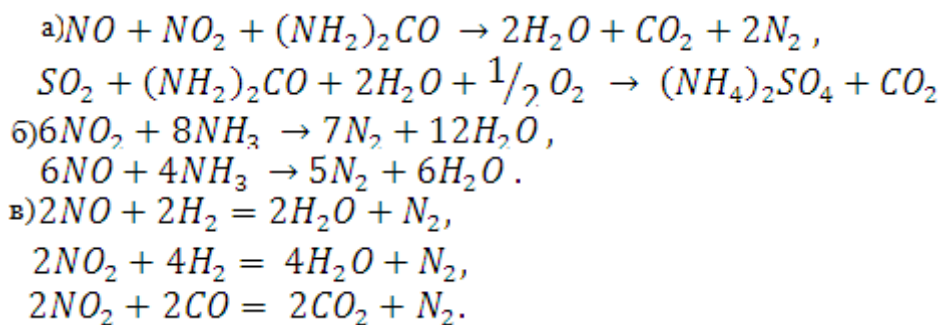 а)NO + NO₂ + (NH₂)₂CO → 2H₂O + CO₂ + 2N₂ ,
SO₂ + (NH₂)₂CO + 2H₂O + 1/2 O₂ → (NH₄)₂SO₄ + CO₂
б)6NO₂ + 8NH₃ → 7N₂ + 12H₂O ,
6NO + 4NH₃ → 5N₂ + 6H₂O .
в)2NO + 2H₂ = 2H₂O + N₂,
2NO₂ + 4H₂ = 4H₂O + N₂,
2NO₂ + 2CO = 2CO₂ + N₂.